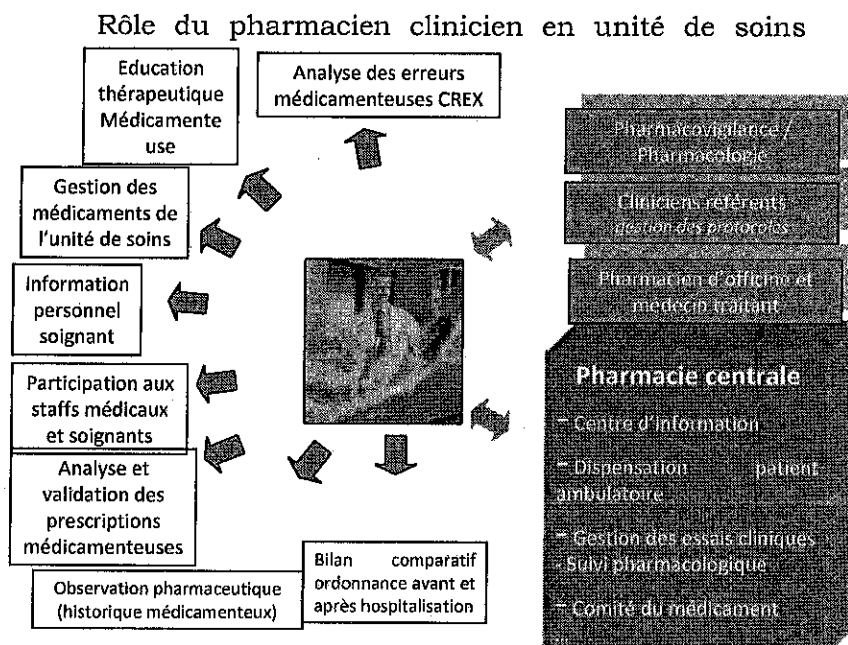 Rôle du pharmacien clinicien en unité de soins
Education
thérapeutique
Médicamente
use
Analyse des erreurs
médicamenteuses CREX
Gestion des
médicaments de
l'unité de soins
Information
personnel
soignant
Participation aux
staffs médicaux
et soignants
Analyse et
validation des
prescriptions
médicamenteuses
Observation pharmaceutique
(historique médicamenteux)
Bilan comparatif
ordonnance avant et
après hospitalisation
Pharmacovigilance /
Pharmacologie
Cliniciens référents
gestion des protocoles
Pharmacien d'officine et
médecin traitant
Pharmacie centrale
- Centre d'information
- Dispensation patient
ambulatoire
- Gestion des essais cliniques
- Suivi pharmacologique
- Comité du médicament
...